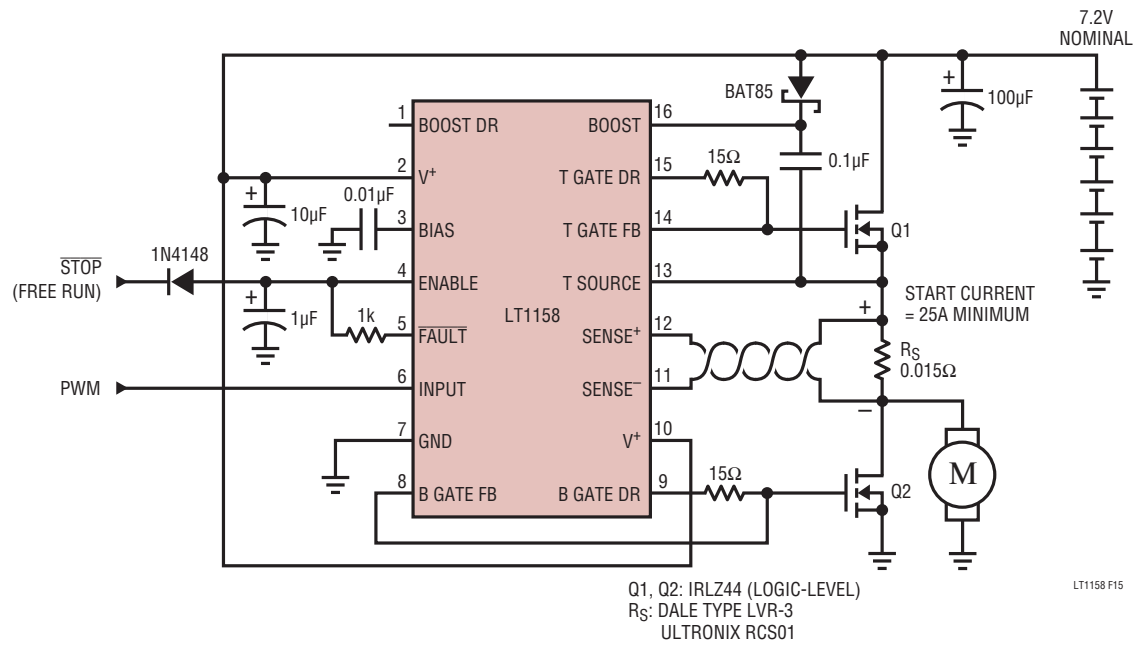 7.2V
NOMINAL
BAT85
+
100µF
1
BOOST DR
BOOST
16
0.1µF
15Ω
2
V+
T GATE DR
15
+
10µF
0.01µF
3
BIAS
T GATE FB
14
Q1
STOP
(FREE RUN)
1N4148
4
ENABLE
T SOURCE
13
START CURRENT
= 25A MINIMUM
+
1µF
1k
5
FAULT
LT1158
SENSE+
12
+
RS
0.015Ω
PWM
6
INPUT
SENSE–
11
–
7
GND
V+
10
M
15Ω
8
B GATE FB
B GATE DR
9
Q2
Q1, Q2: IRLZ44 (LOGIC-LEVEL)
RS: DALE TYPE LVR-3
ULTRONIX RCS01
LT1158 F15